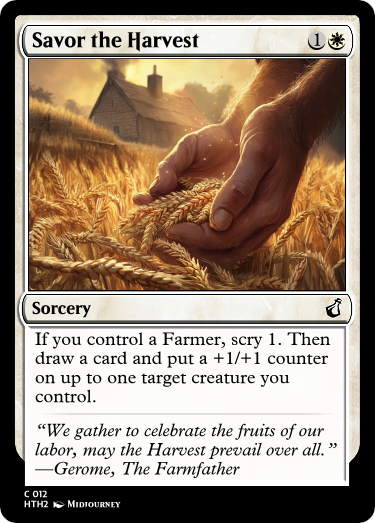 Savor the Harvest 1
Sorcery
If you control a Farmer, scry 1. Then
draw a card and put a +1/+1 counter
on up to one target creature you
control.
“We gather to celebrate the fruits of our
labor, may the Harvest prevail over all.”
—Gerome, The Farmfather
C 012
HTH2 Midjourney